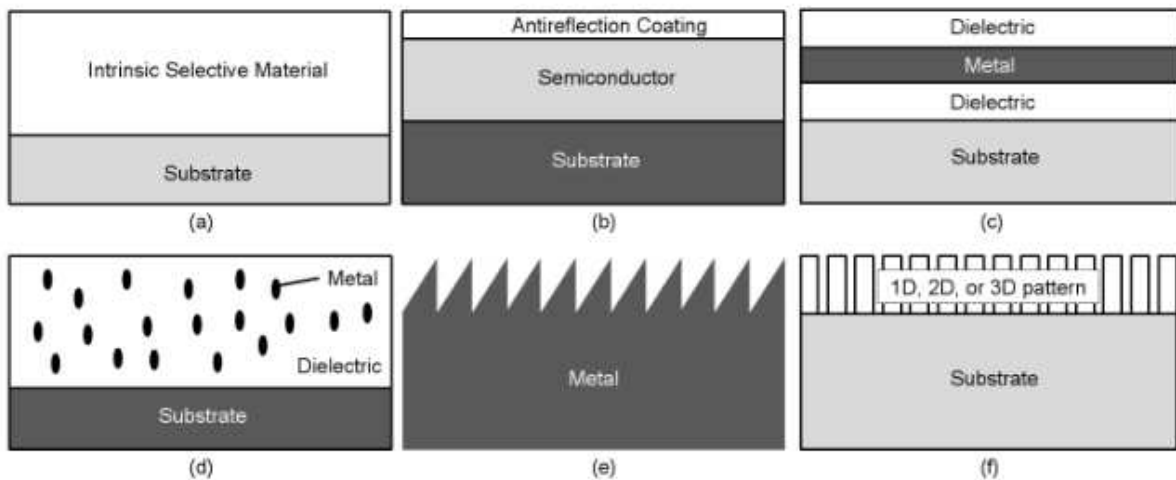 Intrinsic Selective Material
Substrate
(a)
Antireflection Coating
Semiconductor
Substrate
(b)
Dielectric
Metal
Dielectric
Substrate
(c)
Metal
Dielectric
Substrate
(d)
Metal
(e)
1D, 2D, or 3D pattern
Substrate
(f)